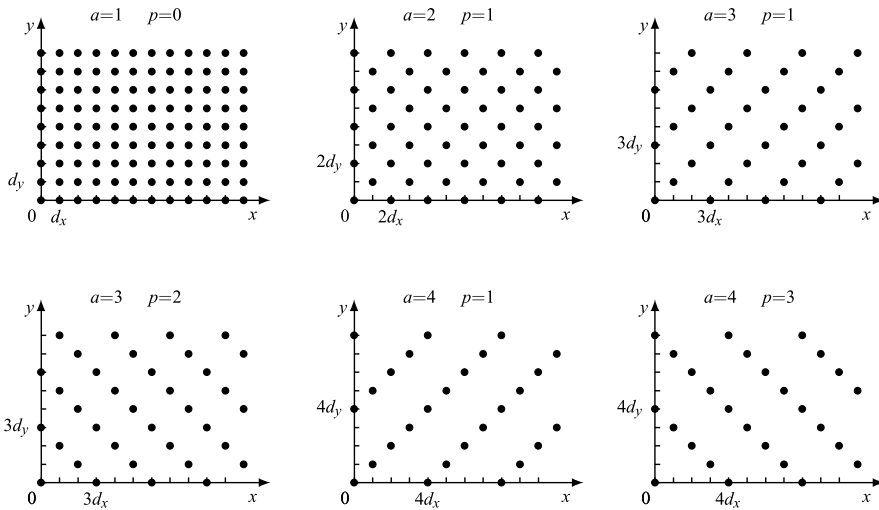 a=1 p=0
y
d_y
0 d_x x
a=2 p=1
y
2d_y
0 2d_x x
a=3 p=1
y
3d_y
0 3d_x x
a=3 p=2
y
3d_y
0 3d_x x
a=4 p=1
y
4d_y
0 4d_x x
a=4 p=3
y
4d_y
0 4d_x x